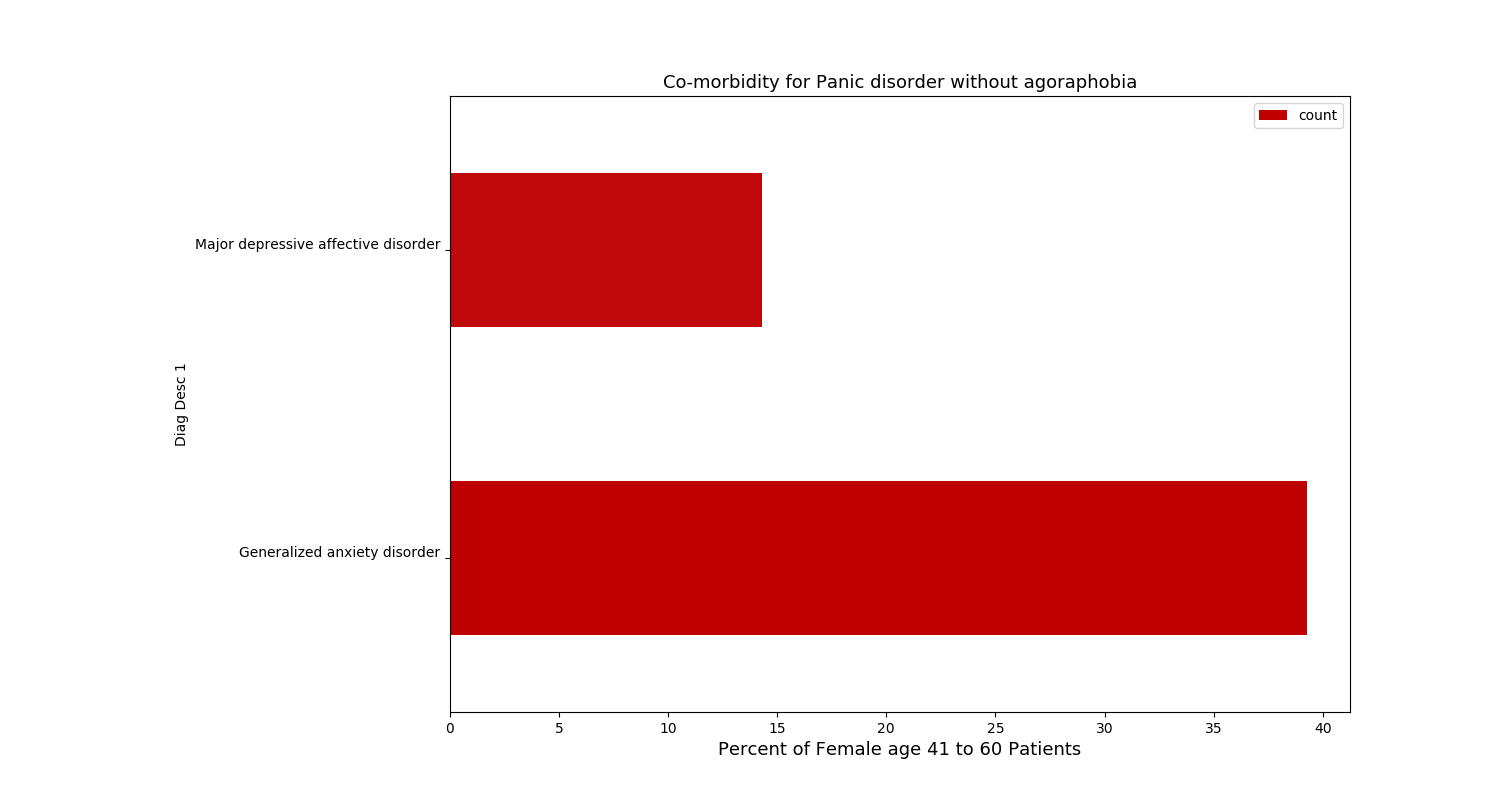 Co-morbidity for Panic disorder without agoraphobia
count
Major depressive affective disorder
Diag Desc 1
Generalized anxiety disorder
0 5 10 15 20 25 30 35 40
Percent of Female age 41 to 60 Patients